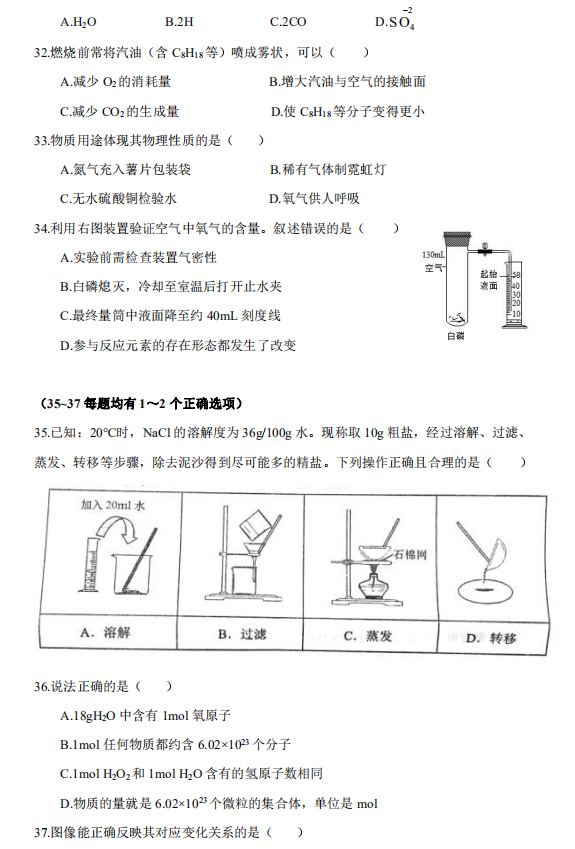 A.H₂O B.2H C.2CO D.SO₄ −2
32.燃烧前常将汽油（含 C₈H₁₈ 等）喷成雾状，可以（ ）
A.减少 O₂ 的消耗量 B.增大汽油与空气的接触面
C.减少 CO₂ 的生成量 D.使 C₈H₁₈ 等分子变得更小
33.物质用途体现其物理性质的是（ ）
A.氮气充入薯片包装袋 B.稀有气体制霓虹灯
C.无水硫酸铜检验水 D.氧气供人呼吸
34.利用右图装置验证空气中氧气的含量。叙述错误的是（ ）
A.实验前需检查装置气密性
B.白磷熄灭，冷却至室温后打开止水夹
C.最终量筒中液面降至约 40mL 刻度线
D.参与反应元素的存在形态都发生了改变
130mL
空气
起始
液面
50
40
30
20
10
白磷
（35~37 每题均有 1～2 个正确选项）
35.已知：20℃时，NaCl 的溶解度为 36g/100g 水。现称取 10g 粗盐，经过溶解、过滤、
蒸发、转移等步骤，除去泥沙得到尽可能多的精盐。下列操作正确且合理的是（ ）
加入 20ml 水
石棉网
A．溶解 B．过滤 C．蒸发 D．转移
36.说法正确的是（ ）
A.18gH₂O 中含有 1mol 氧原子
B.1mol 任何物质都约含 6.02×10²³ 个分子
C.1mol H₂O₂ 和 1mol H₂O 含有的氢原子数相同
D.物质的量就是 6.02×10²³ 个微粒的集合体，单位是 mol
37.图像能正确反映其对应变化关系的是（ ）